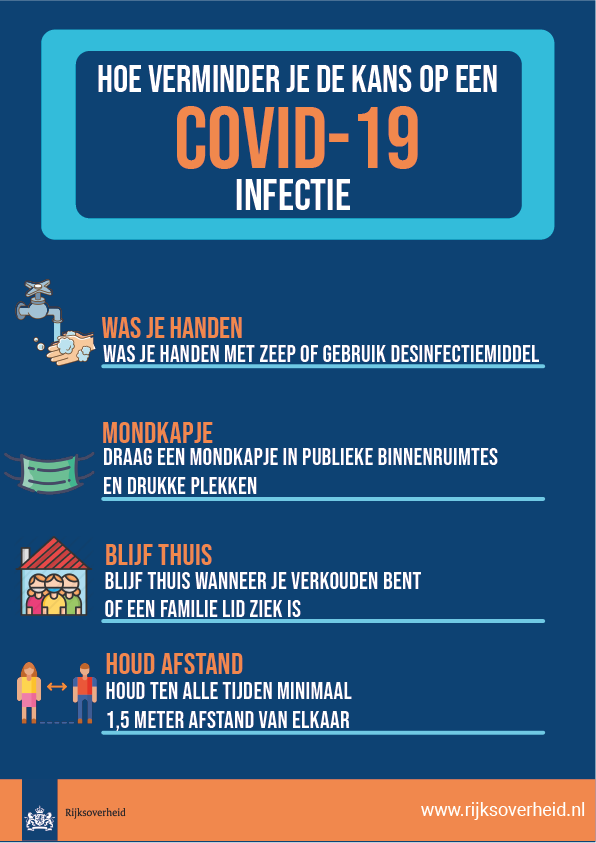 HOE VERMINDER JE DE KANS OP EEN
COVID-19
INFECTIE
WAS JE HANDEN
WAS JE HANDEN MET ZEEP OF GEBRUIK DESINFECTIEMIDDEL
MONDKAPJE
DRAAG EEN MONDKAPJE IN PUBLIEKE BINNENRUIMTES
EN DRUKKE PLEKKEN
BLIJF THUIS
BLIJF THUIS WANNEER JE VERKOUDEN BENT
OF EEN FAMILIE LID ZIEK IS
HOUD AFSTAND
HOUD TEN ALLE TIJDEN MINIMAAL
1,5 METER AFSTAND VAN ELKAAR
Rijksoverheid
www.rijksoverheid.nl